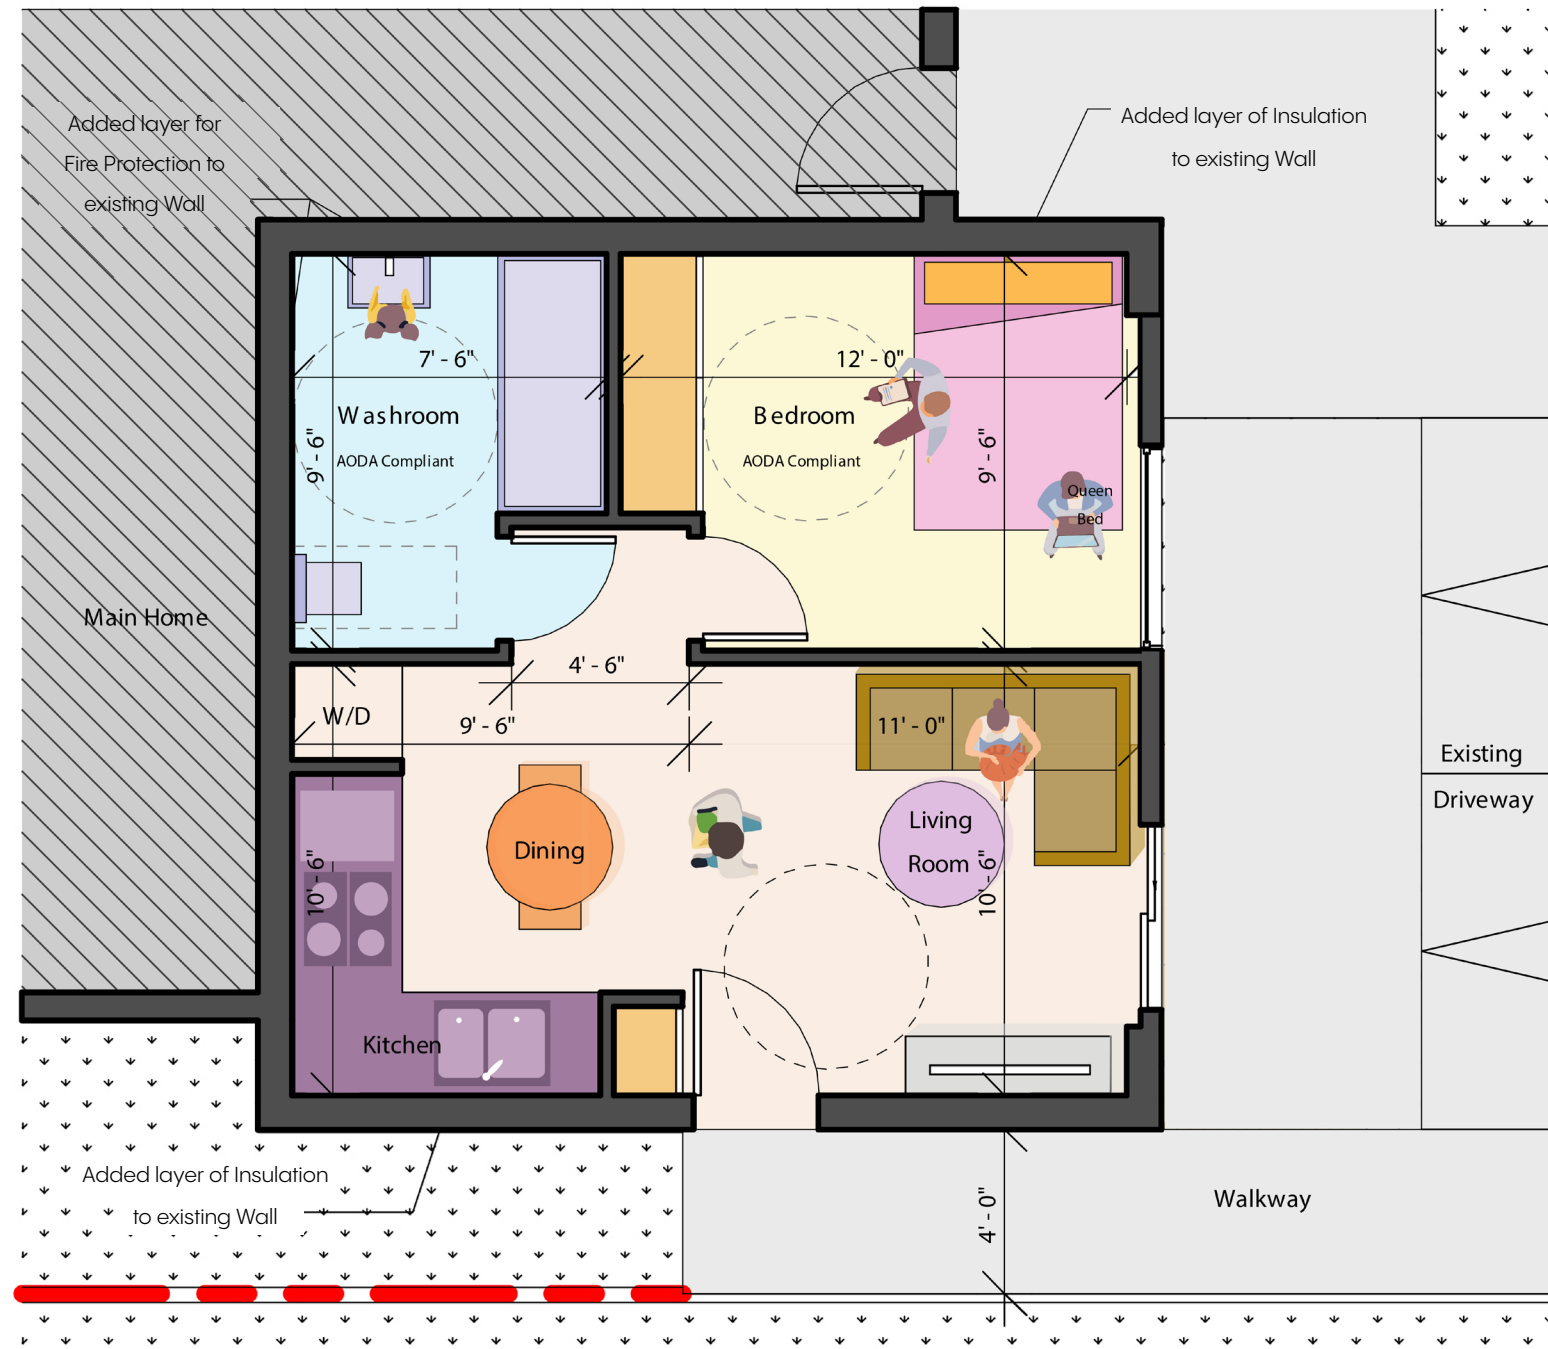 Added layer for
Fire Protection to
existing Wall
Added layer of Insulation
to existing Wall
7' - 6"
12' - 0"
Washroom
AODA Compliant
9' - 6"
Bedroom
AODA Compliant
9' - 6"
Queen
Bed
Main Home
4' - 6"
W/D
9' - 6"
11' - 0"
Existing
Driveway
Dining
Living
Room
10' - 6"
10' - 6"
Kitchen
Added layer of Insulation
to existing Wall
4' - 0"
Walkway